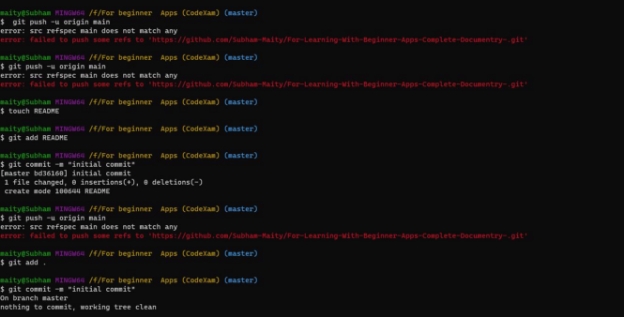 maity@Subham MINGW64 /f/For beginner  Apps (CodeXam) (master)
$  git push -u origin main
error: src refspec main does not match any
error: failed to push some refs to 'https://github.com/Subham-Maity/For-Learning-With-Beginner-Apps-Complete-Documentry-.git'
maity@Subham MINGW64 /f/For beginner  Apps (CodeXam) (master)
$ git push -u origin main
error: src refspec main does not match any
error: failed to push some refs to 'https://github.com/Subham-Maity/For-Learning-With-Beginner-Apps-Complete-Documentry-.git'
maity@Subham MINGW64 /f/For beginner  Apps (CodeXam) (master)
$ touch README
maity@Subham MINGW64 /f/For beginner  Apps (CodeXam) (master)
$ git add README
maity@Subham MINGW64 /f/For beginner  Apps (CodeXam) (master)
$ git commit -m "initial commit"
[master bd36160] initial commit
 1 file changed, 0 insertions(+), 0 deletions(-)
 create mode 100644 README
maity@Subham MINGW64 /f/For beginner  Apps (CodeXam) (master)
$ git push -u origin main
error: src refspec main does not match any
error: failed to push some refs to 'https://github.com/Subham-Maity/For-Learning-With-Beginner-Apps-Complete-Documentry-.git'
maity@Subham MINGW64 /f/For beginner  Apps (CodeXam) (master)
$ git add .
maity@Subham MINGW64 /f/For beginner  Apps (CodeXam) (master)
$ git commit -m "initial commit"
On branch master
nothing to commit, working tree clean